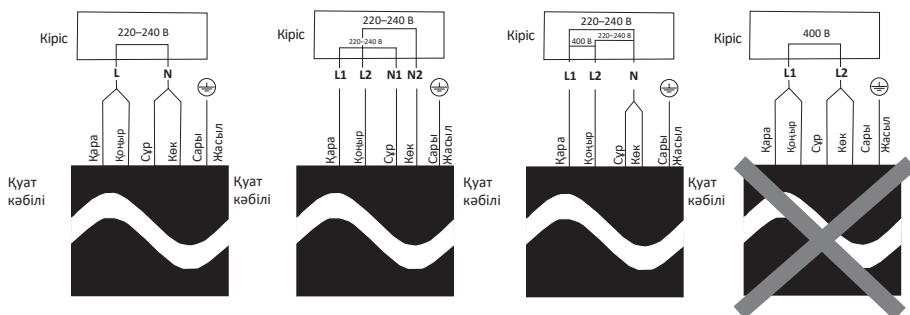 Кіріс
220–240 В
L N
Қара
Қоңыр
Сұр
Көк
Сары
Жасыл
Қуат
кәбілі
Кіріс
220–240 В
220–240 В
L1 L2 N1 N2
Қара
Қоңыр
Сұр
Көк
Сары
Жасыл
Қуат
кәбілі
Кіріс
220–240 В
400 В 220–240 В
L1 L2 N
Қара
Қоңыр
Сұр
Көк
Сары
Жасыл
Қуат
кәбілі
Кіріс
400 В
L1 L2
Қара
Қоңыр
Сұр
Көк
Сары
Жасыл
Қуат
кәбілі